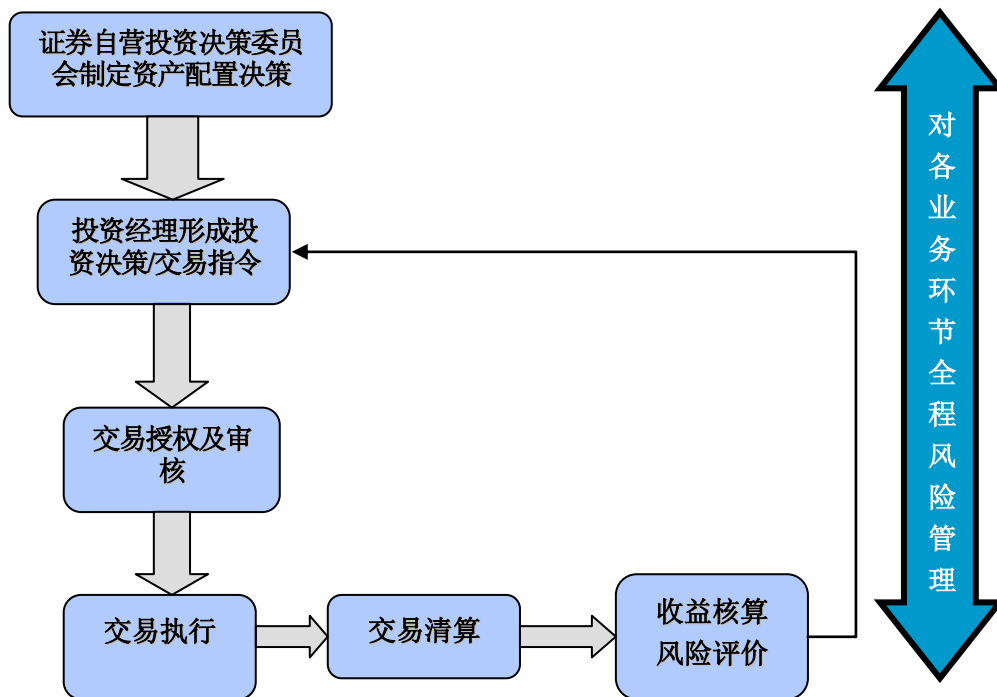 证券自营投资决策委员
会制定资产配置决策
投资经理形成投
资决策/交易指令
交易授权及审
核
交易执行
交易清算
收益核算
风险评价
对各业务环节全程风险管理